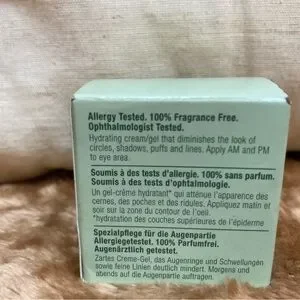 Allergy Tested. 100% Fragrance Free.
Ophthalmologist Tested.
Hydrating cream/gel that diminishes the look of
circles, shadows, puffs and lines. Apply AM and PM
to eye area.
Soumis à des tests d'allergie. 100% sans parfum.
Soumis à des tests d'ophtalmologie.
Un gel-crème hydratant* qui atténue l'apparence des
cernes, des poches et des ridules. Appliquez matin et
soir sur la zone du contour de l'oeil.
*hydratation des couches supérieures de l'épiderme
Spezialpflege für die Augenpartie
Allergiegetestet. 100% Parfumfrei.
Augenärztlich getestet.
Zartes Creme-Gel, das Augenringe und Schwellungen
sowie feine Linien deutlich mindert. Morgens und
abends auf die Augenpartie auftragen.